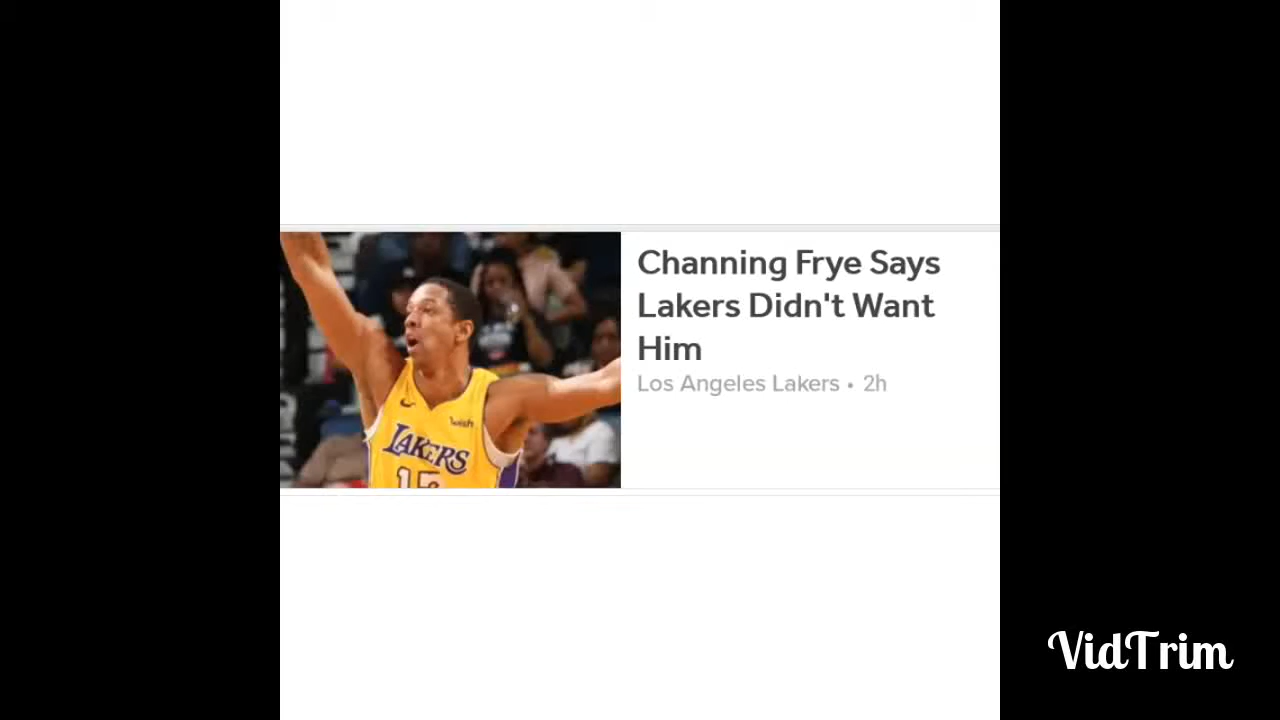 Channing Frye Says
Lakers Didn't Want
Him
Los Angeles Lakers • 2h
LAKERS
VidTrim